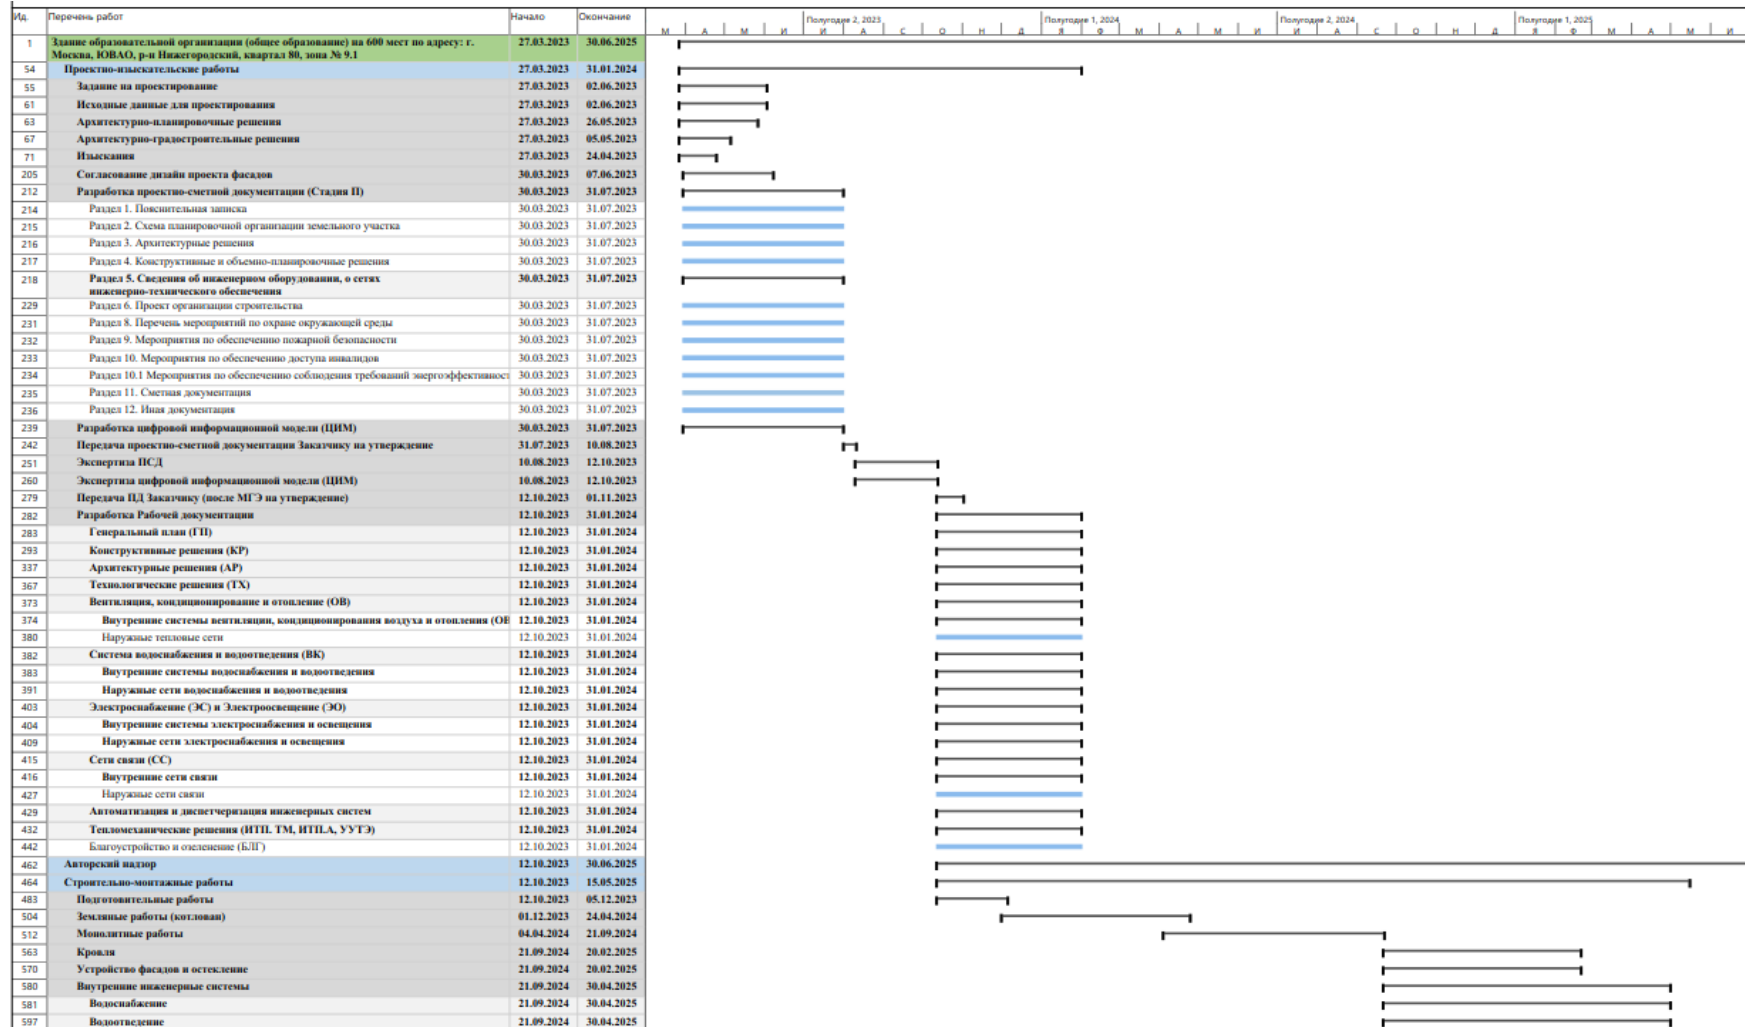 Ид. Перечень работ Начало Окончание Полугодие 2, 2023 Полугодие 1, 2024 Полугодие 2, 2024 Полугодие 1, 2025
М А М И И А С О Н Д Я Ф М А М И И А С О Н Д Я Ф М А М И
1 Здание образовательной организации (общее образование) на 600 мест по адресу: г. 27.03.2023 30.06.2025
Москва, ЮВАО, р-н Нижегородский, квартал 80, зона № 9.1
54 Проектно-изыскательские работы 27.03.2023 31.01.2024
55 Задание на проектирование 27.03.2023 02.06.2023
61 Исходные данные для проектирования 27.03.2023 02.06.2023
63 Архитектурно-планировочные решения 27.03.2023 26.05.2023
67 Архитектурно-градостроительные решения 27.03.2023 05.05.2023
71 Изыскания 27.03.2023 24.04.2023
205 Согласование дизайн проекта фасадов 30.03.2023 07.06.2023
212 Разработка проектно-сметной документации (Стадия П) 30.03.2023 31.07.2023
214 Раздел 1. Пояснительная записка 30.03.2023 31.07.2023
215 Раздел 2. Схема планировочной организации земельного участка 30.03.2023 31.07.2023
216 Раздел 3. Архитектурные решения 30.03.2023 31.07.2023
217 Раздел 4. Конструктивные и объемно-планировочные решения 30.03.2023 31.07.2023
218 Раздел 5. Сведения об инженерном оборудовании, о сетях 30.03.2023 31.07.2023
инженерно-технического обеспечения
229 Раздел 6. Проект организации строительства 30.03.2023 31.07.2023
231 Раздел 8. Перечень мероприятий по охране окружающей среды 30.03.2023 31.07.2023
232 Раздел 9. Мероприятия по обеспечению пожарной безопасности 30.03.2023 31.07.2023
233 Раздел 10. Мероприятия по обеспечению доступа инвалидов 30.03.2023 31.07.2023
234 Раздел 10.1 Мероприятия по обеспечению соблюдения требований энергоэффективност 30.03.2023 31.07.2023
235 Раздел 11. Сметная документация 30.03.2023 31.07.2023
236 Раздел 12. Иная документация 30.03.2023 31.07.2023
239 Разработка цифровой информационной модели (ЦИМ) 30.03.2023 31.07.2023
242 Передача проектно-сметной документации Заказчику на утверждение 31.07.2023 10.08.2023
251 Экспертиза ПСД 10.08.2023 12.10.2023
260 Экспертиза цифровой информационной модели (ЦИМ) 10.08.2023 12.10.2023
279 Передача ПД Заказчику (после МГЭ на утверждение) 12.10.2023 01.11.2023
282 Разработка Рабочей документации 12.10.2023 31.01.2024
283 Генеральный план (ГП) 12.10.2023 31.01.2024
293 Конструктивные решения (КР) 12.10.2023 31.01.2024
337 Архитектурные решения (АР) 12.10.2023 31.01.2024
367 Технологические решения (ТХ) 12.10.2023 31.01.2024
373 Вентиляция, кондиционирование и отопление (ОВ) 12.10.2023 31.01.2024
374 Внутренние системы вентиляции, кондиционирования воздуха и отопления (ОВ 12.10.2023 31.01.2024
380 Наружные тепловые сети 12.10.2023 31.01.2024
382 Система водоснабжения и водоотведения (ВК) 12.10.2023 31.01.2024
383 Внутренние системы водоснабжения и водоотведения 12.10.2023 31.01.2024
391 Наружные сети водоснабжения и водоотведения 12.10.2023 31.01.2024
403 Электроснабжение (ЭС) и Электроосвещение (ЭО) 12.10.2023 31.01.2024
404 Внутренние системы электроснабжения и освещения 12.10.2023 31.01.2024
409 Наружные сети электроснабжения и освещения 12.10.2023 31.01.2024
415 Сети связи (СС) 12.10.2023 31.01.2024
416 Внутренние сети связи 12.10.2023 31.01.2024
427 Наружные сети связи 12.10.2023 31.01.2024
429 Автоматизация и диспетчеризация инженерных систем 12.10.2023 31.01.2024
432 Тепломеханические решения (ИТП. ТМ, ИТП.А, УУТЭ) 12.10.2023 31.01.2024
442 Благоустройство и озеленение (БЛГ) 12.10.2023 31.01.2024
462 Авторский надзор 12.10.2023 30.06.2025
464 Строительно-монтажные работы 12.10.2023 15.05.2025
483 Подготовительные работы 12.10.2023 05.12.2023
504 Земляные работы (котлован) 01.12.2023 24.04.2024
512 Монолитные работы 04.04.2024 21.09.2024
563 Кровля 21.09.2024 20.02.2025
570 Устройство фасадов и остекление 21.09.2024 20.02.2025
580 Внутренние инженерные системы 21.09.2024 30.04.2025
581 Водоснабжение 21.09.2024 30.04.2025
597 Водоотведение 21.09.2024 30.04.2025